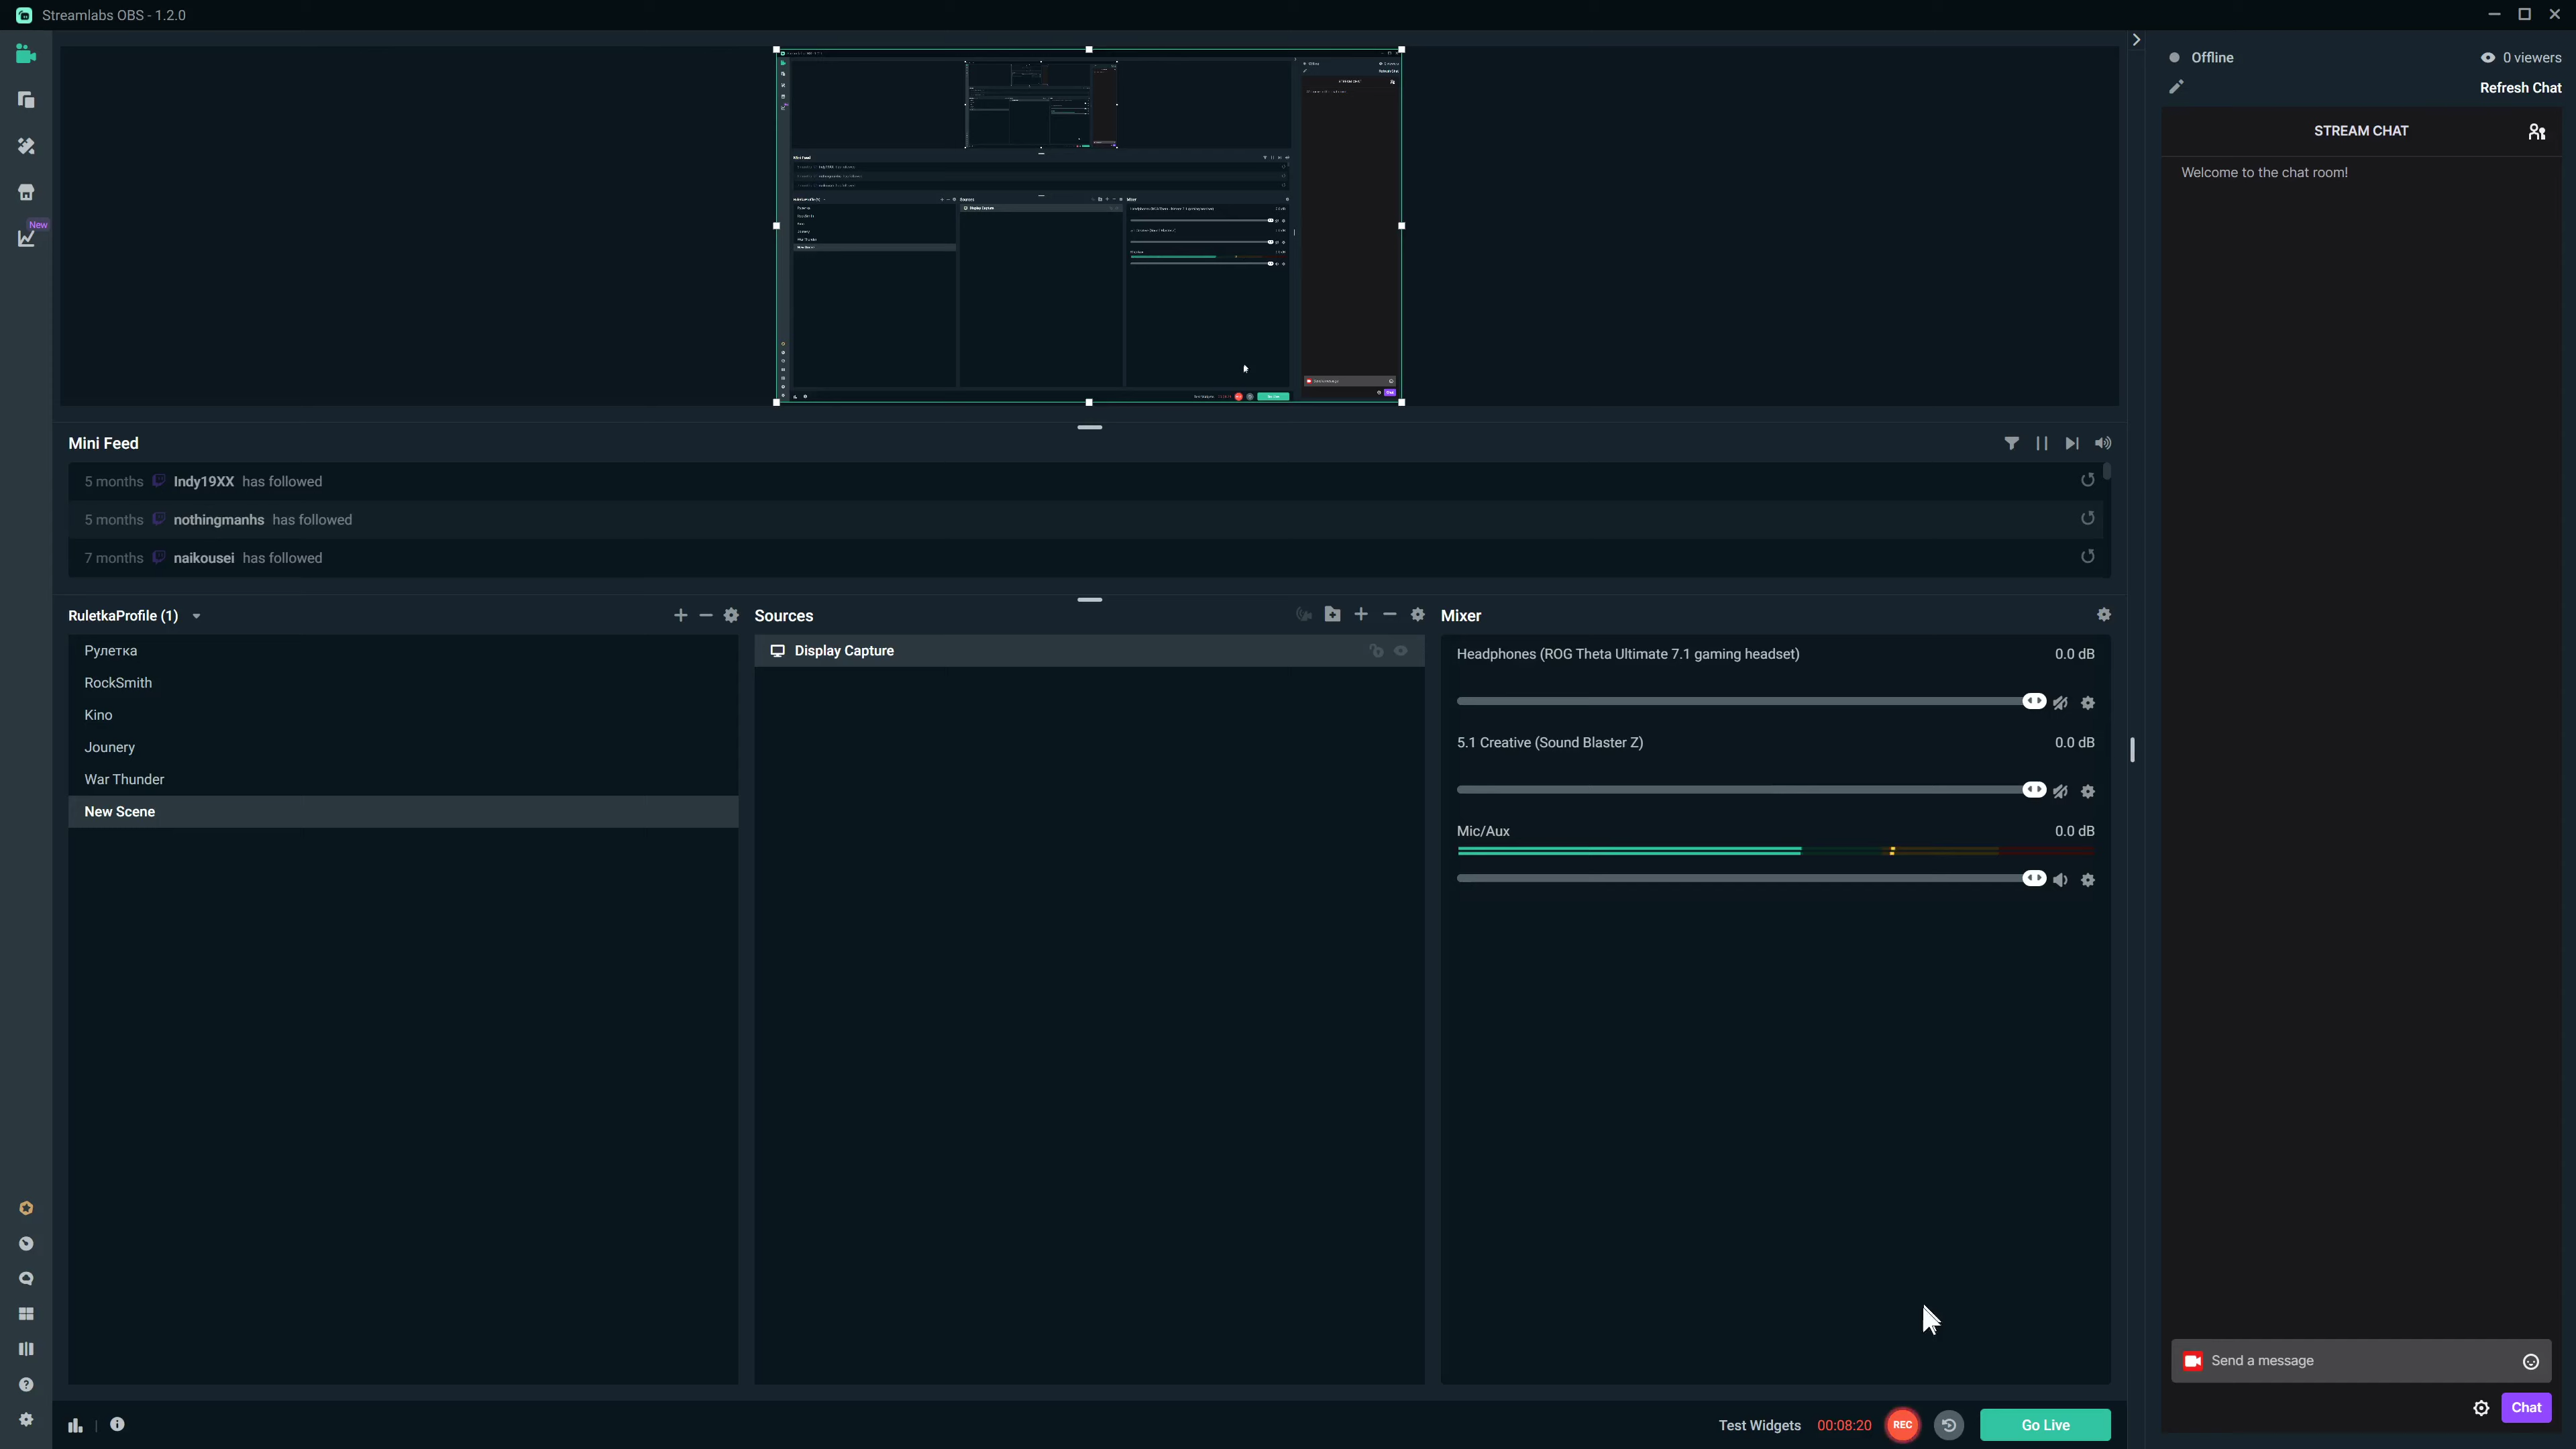 Streamlabs OBS - 1.2.0
Offline
0 viewers
Refresh Chat
STREAM CHAT
Welcome to the chat room!
New
Mini Feed
5 months Indy19XX has followed
5 months nothingmanhs has followed
7 months naikousei has followed
RuletkaProfile (1)
Рулетка
RockSmith
Kino
Jounery
War Thunder
New Scene
Sources
Display Capture
Mixer
Headphones (ROG Theta Ultimate 7.1 gaming headset) 0.0 dB
5.1 Creative (Sound Blaster Z) 0.0 dB
Mic/Aux 0.0 dB
Send a message
Chat
Test Widgets 00:08:20 REC Go Live